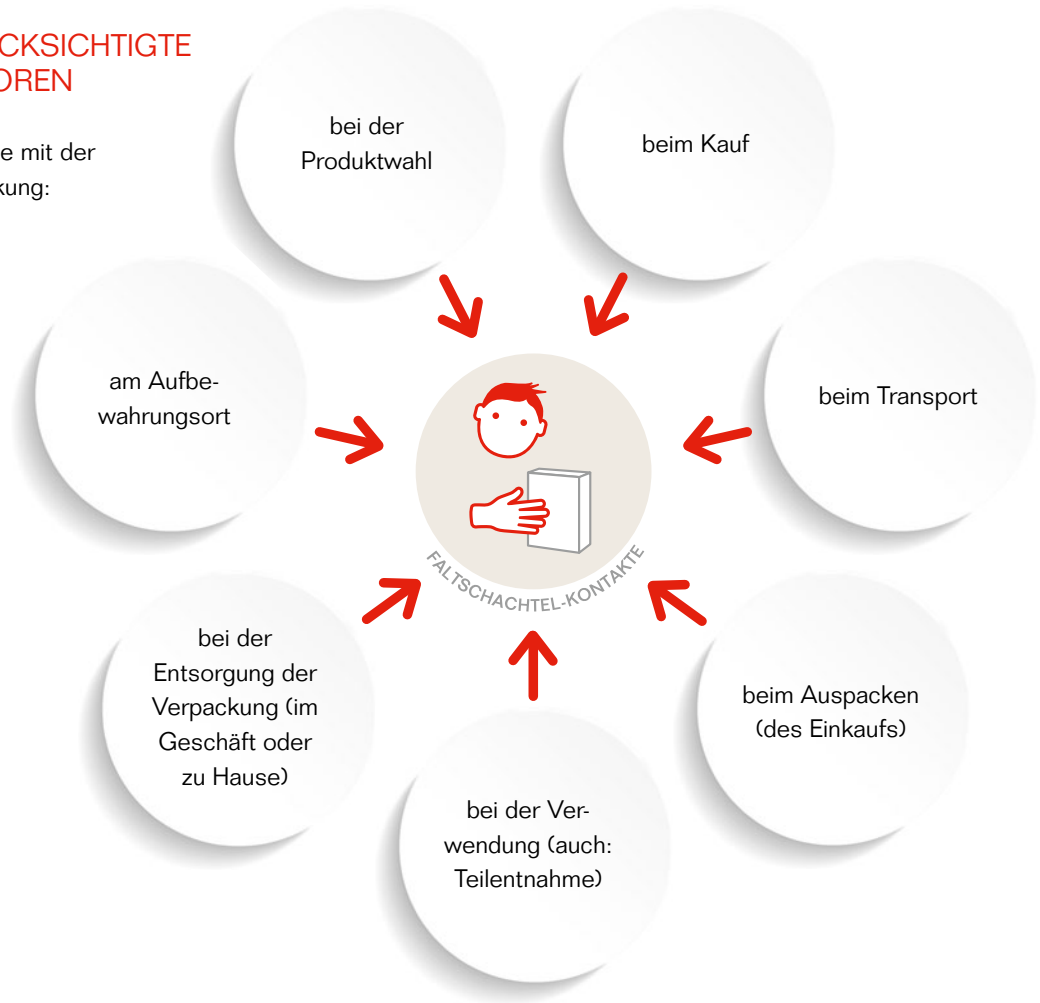 CKSICHTIGTE
OREN
e mit der
kung:
bei der
Produktwahl
beim Kauf
am Aufbe-
wahrungsort
beim Transport
FALTSCHACHTEL-KONTAKTE
bei der
Entsorgung der
Verpackung (im
Geschäft oder
zu Hause)
beim Auspacken
(des Einkaufs)
bei der Ver-
wendung (auch:
Teilentnahme)